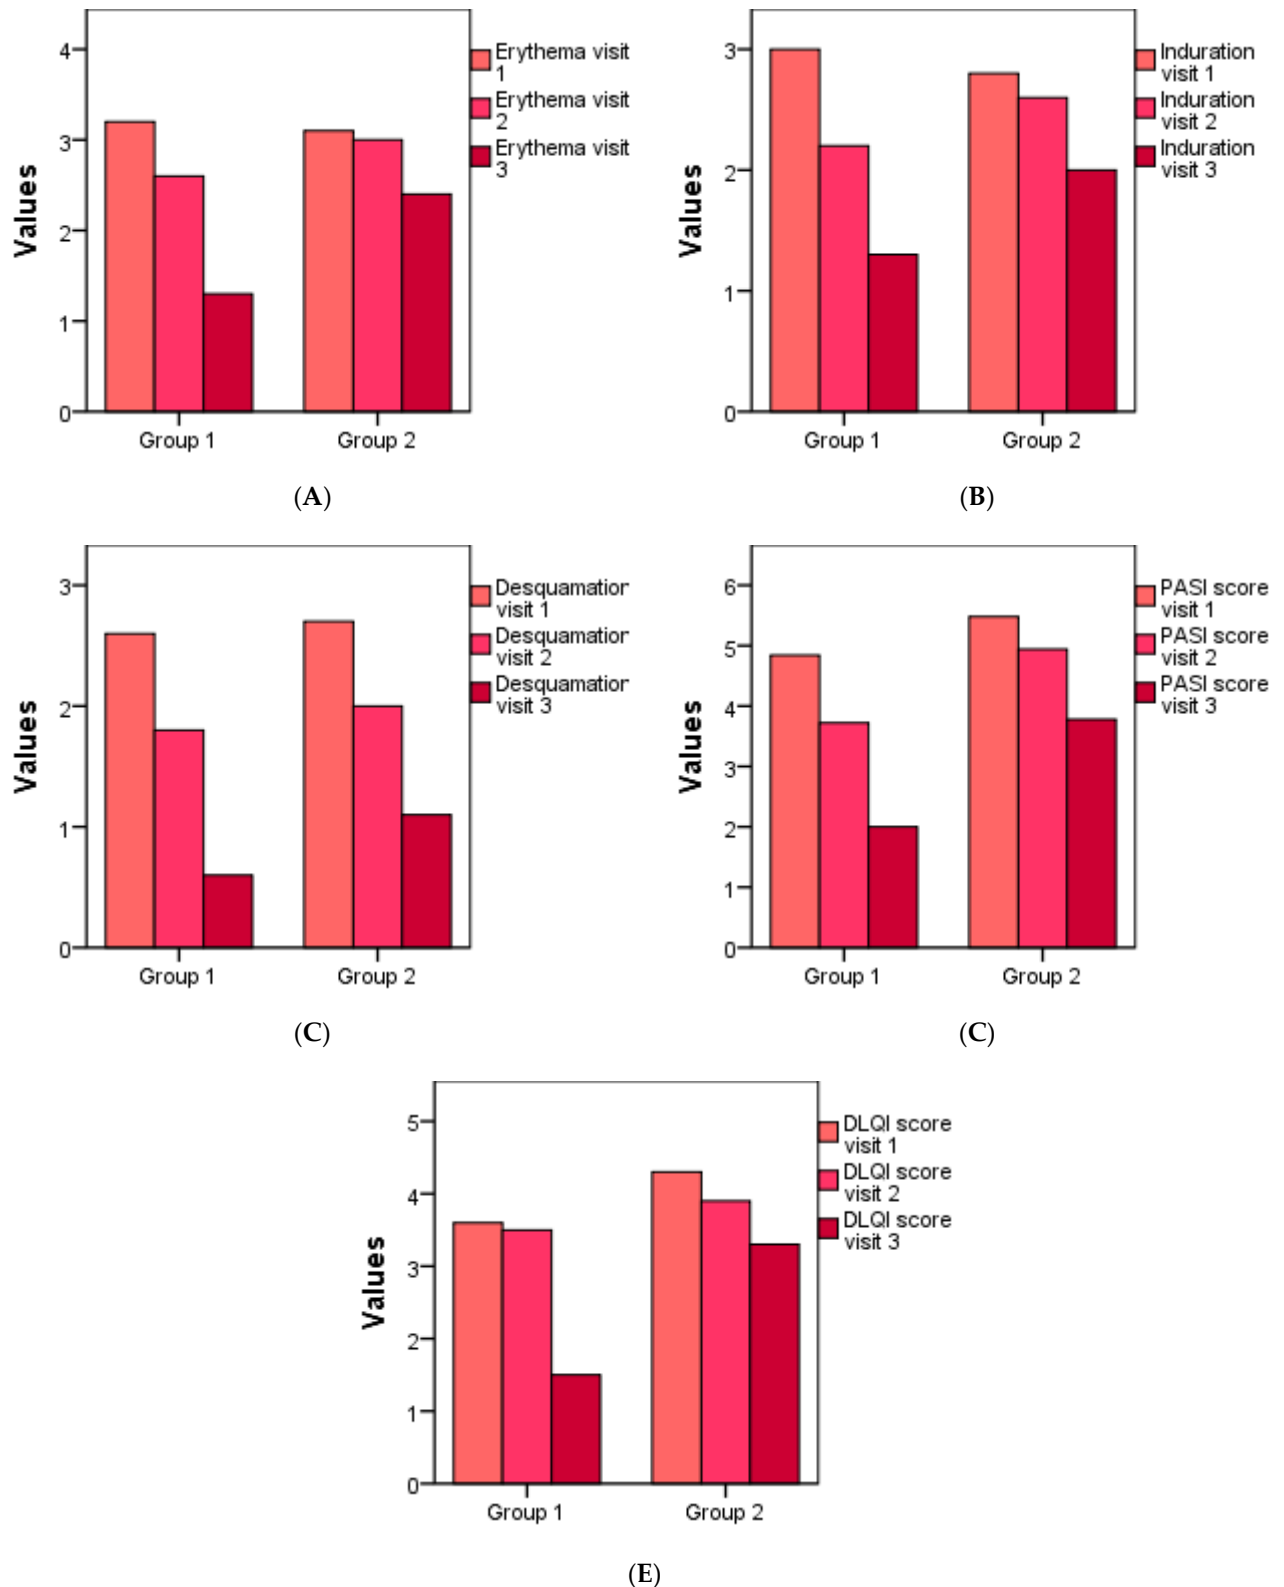 Values
4
3
2
1
0
Group 1
Group 2
Erythema visit
1
Erythema visit
2
Erythema visit
3
(A)
Values
3
2
1
0
Group 1
Group 2
Induration
visit 1
Induration
visit 2
Induration
visit 3
(B)
Values
3
2
1
0
Group 1
Group 2
Desquamation
visit 1
Desquamation
visit 2
Desquamation
visit 3
(C)
Values
6
5
4
3
2
1
0
Group 1
Group 2
PASI score
visit 1
PASI score
visit 2
PASI score
visit 3
(C)
Values
5
4
3
2
1
0
Group 1
Group 2
DLQI score
visit 1
DLQI score
visit 2
DLQI score
visit 3
(E)